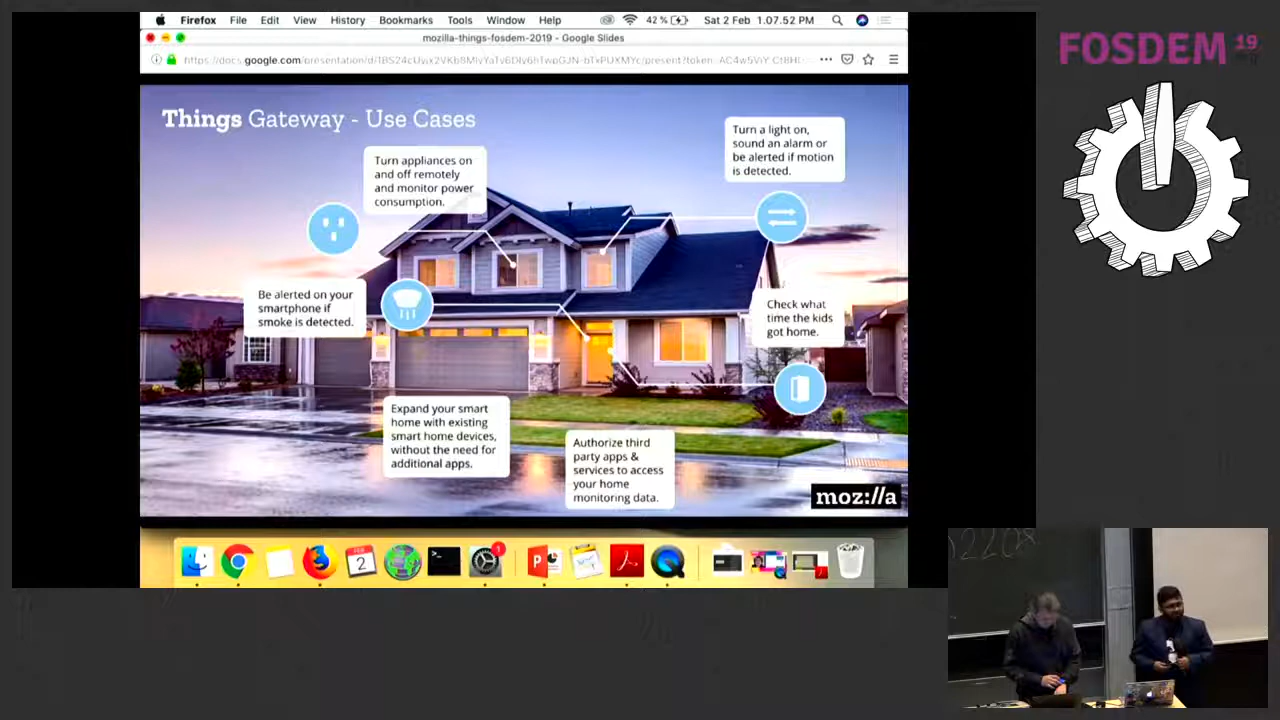 Firefox File Edit View History Bookmarks Tools Window Help 42 % Sat 2 Feb 1.07.52 PM
mozilla-things-fosdem-2019 - Google Slides
Things Gateway - Use Cases
Turn appliances on
and off remotely
and monitor power
consumption.
Turn a light on,
sound an alarm or
be alerted if motion
is detected.
Be alerted on your
smartphone if
smoke is detected.
Check what
time the kids
got home.
Expand your smart
home with existing
smart home devices,
without the need for
additional apps.
Authorize third
party apps &
services to access
your home
monitoring data.
moz://a
FEB
2
1
FOSDEM 19